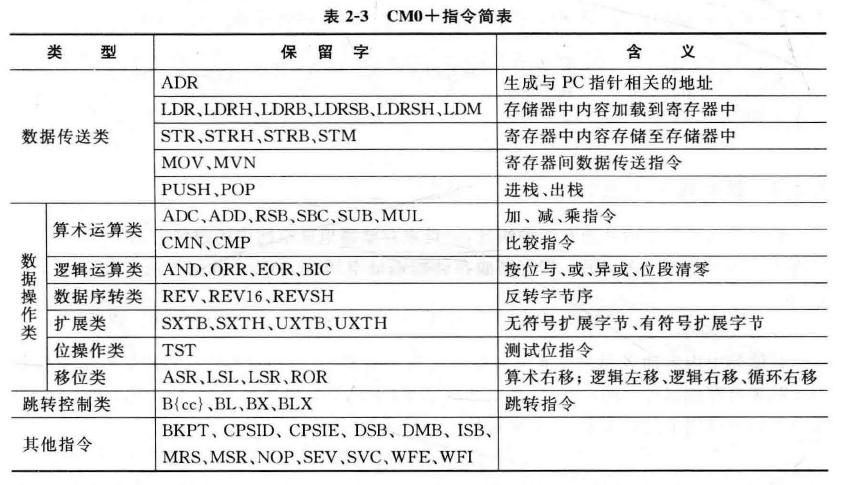 表 2-3 CM0+指令简表
类 型 保 留 字 含 义
数据传送类 ADR 生成与 PC 指针相关的地址
LDR、LDRH、LDRB、LDRSB、LDRSH、LDM 存储器中内容加载到寄存器中
STR、STRH、STRB、STM 寄存器中内容存储至存储器中
MOV、MVN 寄存器间数据传送指令
PUSH、POP 进栈、出栈
数据操作类 算术运算类 ADC、ADD、RSB、SBC、SUB、MUL 加、减、乘指令
CMN、CMP 比较指令
逻辑运算类 AND、ORR、EOR、BIC 按位与、或、异或、位段清零
数据序转类 REV、REV16、REVSH 反转字节序
扩展类 SXTB、SXTH、UXTB、UXTH 无符号扩展字节、有符号扩展字节
位操作类 TST 测试位指令
移位类 ASR、LSL、LSR、ROR 算术右移；逻辑左移、逻辑右移、循环右移
跳转控制类 B{cc}、BL、BX、BLX 跳转指令
其他指令 BKPT、CPSID、CPSIE、DSB、DMB、ISB、
MRS、MSR、NOP、SEV、SVC、WFE、WFI